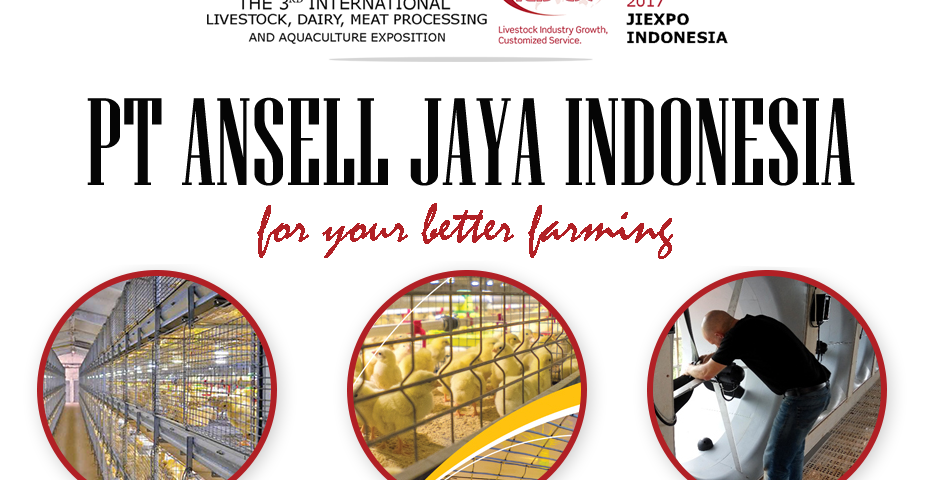 THE 3RD INTERNATIONAL
LIVESTOCK, DAIRY, MEAT PROCESSING
AND AQUACULTURE EXPOSITION
Livestock Industry Growth,
Customized Service.
2017
JIEXPO
INDONESIA
PT ANSELL JAYA INDONESIA
for your better farming